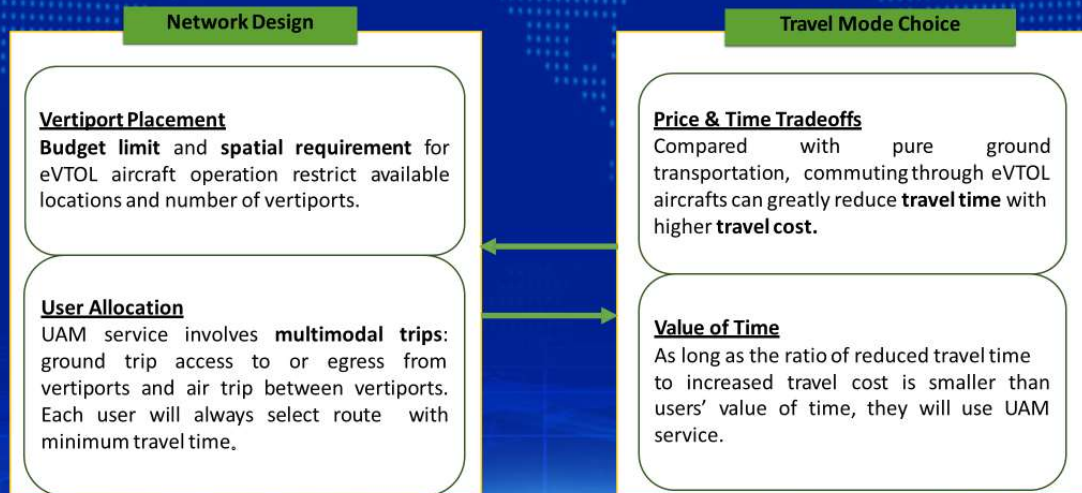 Network Design
Vertiport Placement
Budget limit and spatial requirement for
eVTOL aircraft operation restrict available
locations and number of vertiports.
User Allocation
UAM service involves multimodal trips:
ground trip access to or egress from
vertiports and air trip between vertiports.
Each user will always select route with
minimum travel time。
Travel Mode Choice
Price & Time Tradeoffs
Compared with pure ground
transportation, commuting through eVTOL
aircrafts can greatly reduce travel time with
higher travel cost.
Value of Time
As long as the ratio of reduced travel time
to increased travel cost is smaller than
users’ value of time, they will use UAM
service.